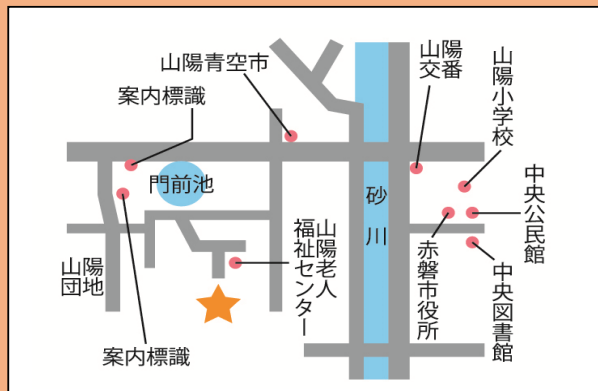 山陽青空市
案内標識
門前池
山陽
団地
案内標識
山陽老人
福祉センター
砂川
山陽
交番
山陽小学校
中央公民館
赤磐市役所
中央図書館